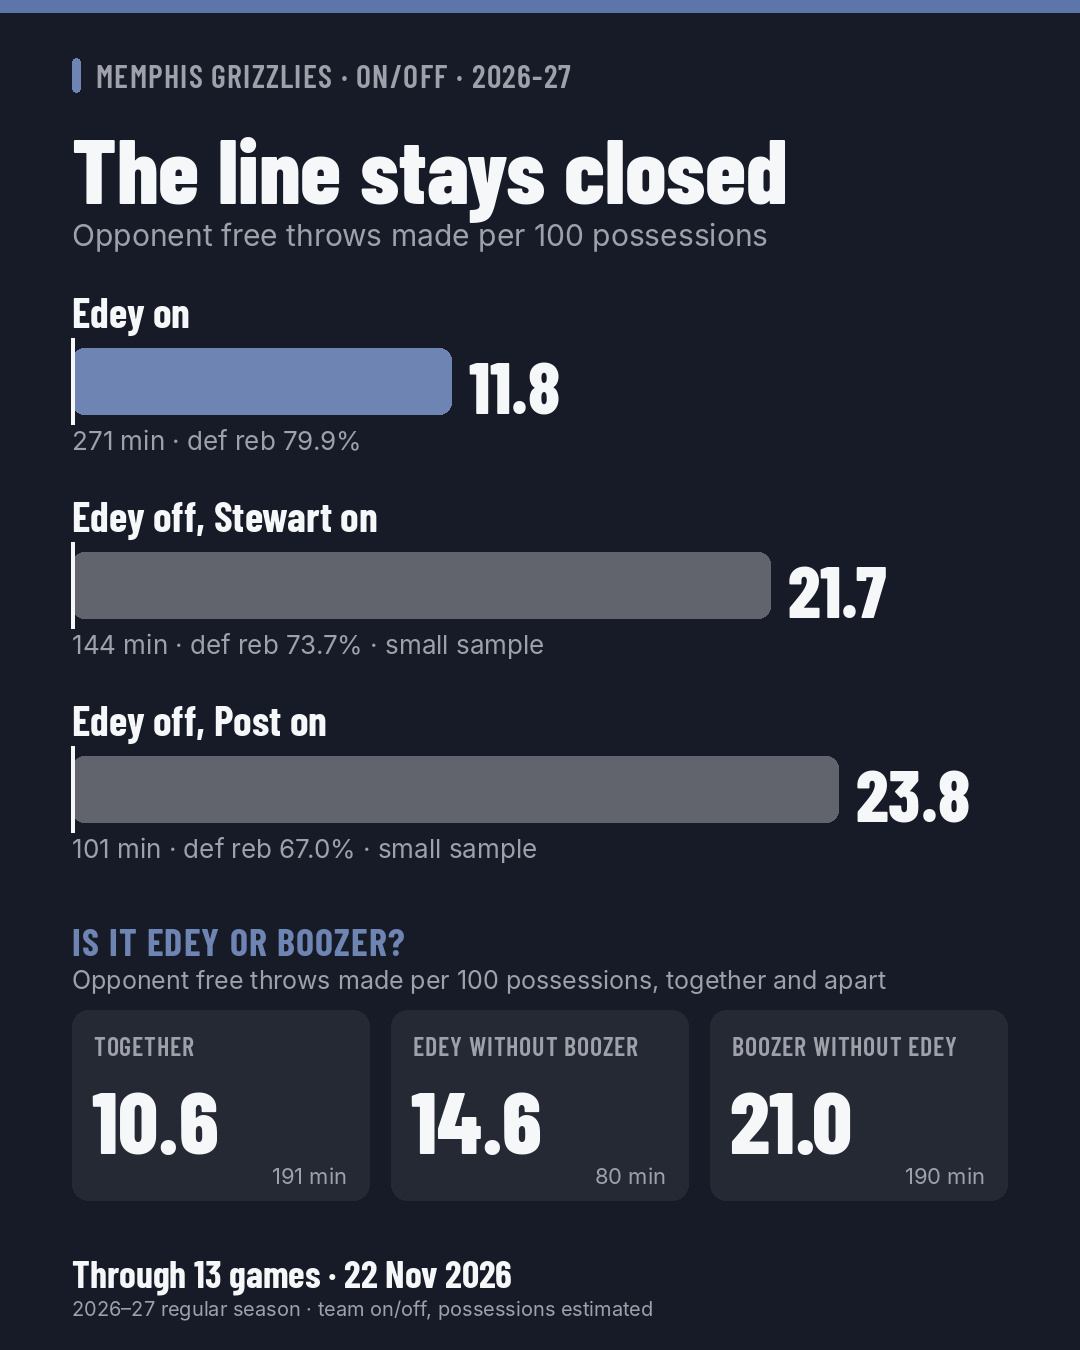 MEMPHIS GRIZZLIES · ON/OFF · 2026-27
The line stays closed
Opponent free throws made per 100 possessions
Edey on
11.8
271 min · def reb 79.9%
Edey off, Stewart on
21.7
144 min · def reb 73.7% · small sample
Edey off, Post on
23.8
101 min · def reb 67.0% · small sample
IS IT EDEY OR BOOZER?
Opponent free throws made per 100 possessions, together and apart
TOGETHER
10.6
191 min
EDEY WITHOUT BOOZER
14.6
80 min
BOOZER WITHOUT EDEY
21.0
190 min
Through 13 games · 22 Nov 2026
2026–27 regular season · team on/off, possessions estimated